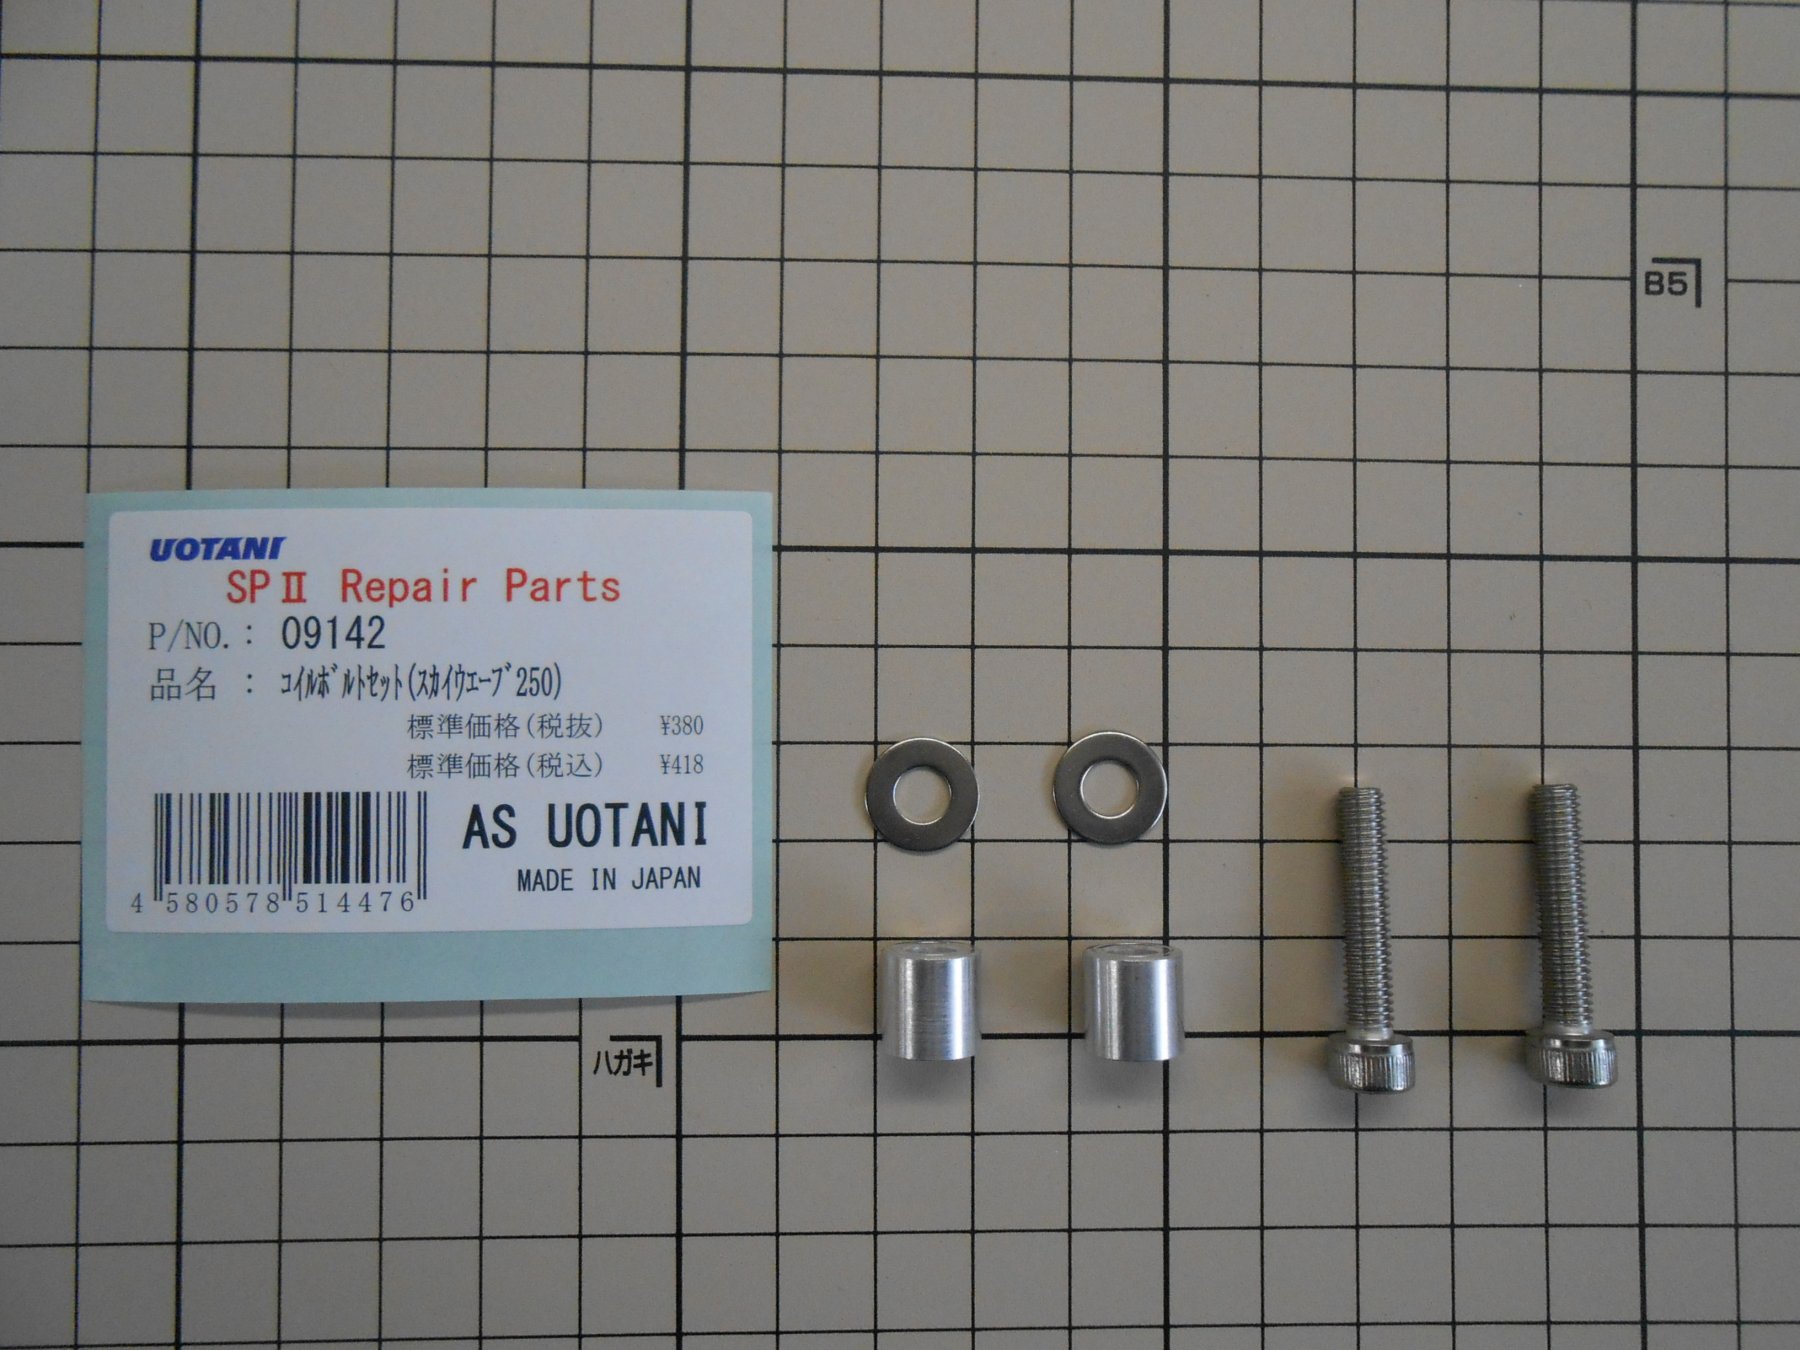 B5
UOTANI
SPⅡ Repair Parts
P/NO.: 09142
品名 : ｺｲﾙﾎﾞﾙﾄｾｯﾄ(ｽｶｲｳｴｰﾌﾞ250)
標準価格(税抜) ¥380
標準価格(税込) ¥418
AS UOTANI
MADE IN JAPAN
4 580578 514476
ハガキ